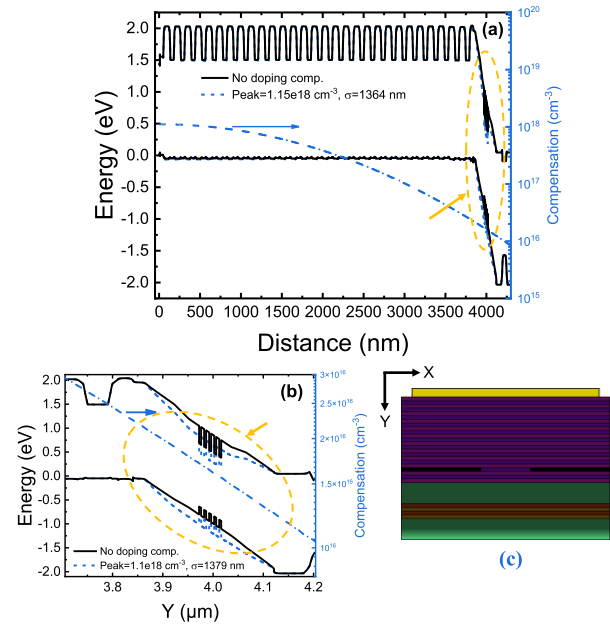 (a)
2.0
1.5
1.0
0.5
0.0
-0.5
-1.0
-1.5
-2.0
Energy (eV)
No doping comp.
Peak=1.15e18 cm⁻³, σ=1364 nm
10²⁰
10¹⁹
10¹⁸
10¹⁷
10¹⁶
10¹⁵
Compensation (cm⁻³)
0 500 1000 1500 2000 2500 3000 3500 4000
Distance (nm)
(b)
2.0
1.5
1.0
0.5
0.0
-0.5
-1.0
-1.5
-2.0
Energy (eV)
No doping comp.
Peak=1.1e18 cm⁻³, σ=1379 nm
3×10¹⁶
2.5×10¹⁶
2×10¹⁶
1.5×10¹⁶
10¹⁶
Compensation (cm⁻³)
3.8 3.9 4.0 4.1 4.2
Y (μm)
X
Y
(c)